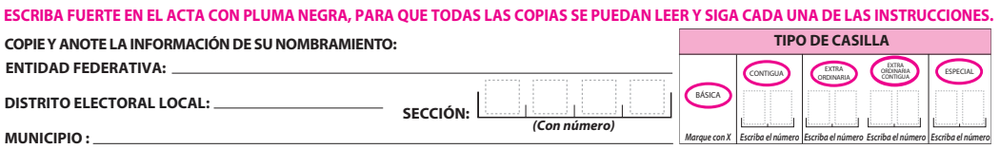 ESCRIBA FUERTE EN EL ACTA CON PLUMA NEGRA, PARA QUE TODAS LAS COPIAS SE PUEDAN LEER Y SIGA CADA UNA DE LAS INSTRUCCIONES.
COPIE Y ANOTE LA INFORMACIÓN DE SU NOMBRAMIENTO:
ENTIDAD FEDERATIVA:
DISTRITO ELECTORAL LOCAL:
SECCIÓN:
(Con número)
MUNICIPIO :
TIPO DE CASILLA
BÁSICA
Marque con X
CONTIGUA
Escriba el número
EXTRA
ORDINARIA
Escriba el número
EXTRA
ORDINARIA
CONTIGUA
Escriba el número
ESPECIAL
Escriba el número